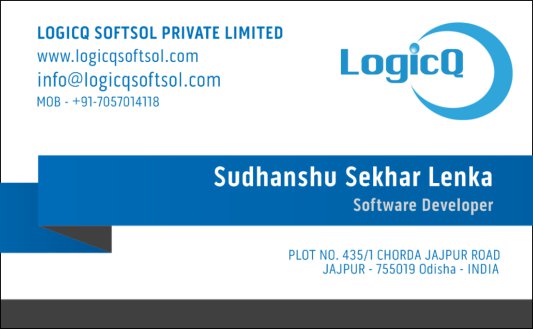 LOGICQ SOFTSOL PRIVATE LIMITED
www.logicqsoftsol.com
info@logicqsoftsol.com
MOB - +91-7057014118
LogicQ
Sudhanshu Sekhar Lenka
Software Developer
PLOT NO. 435/1 CHORDA JAJPUR ROAD
JAJPUR - 755019 Odisha - INDIA